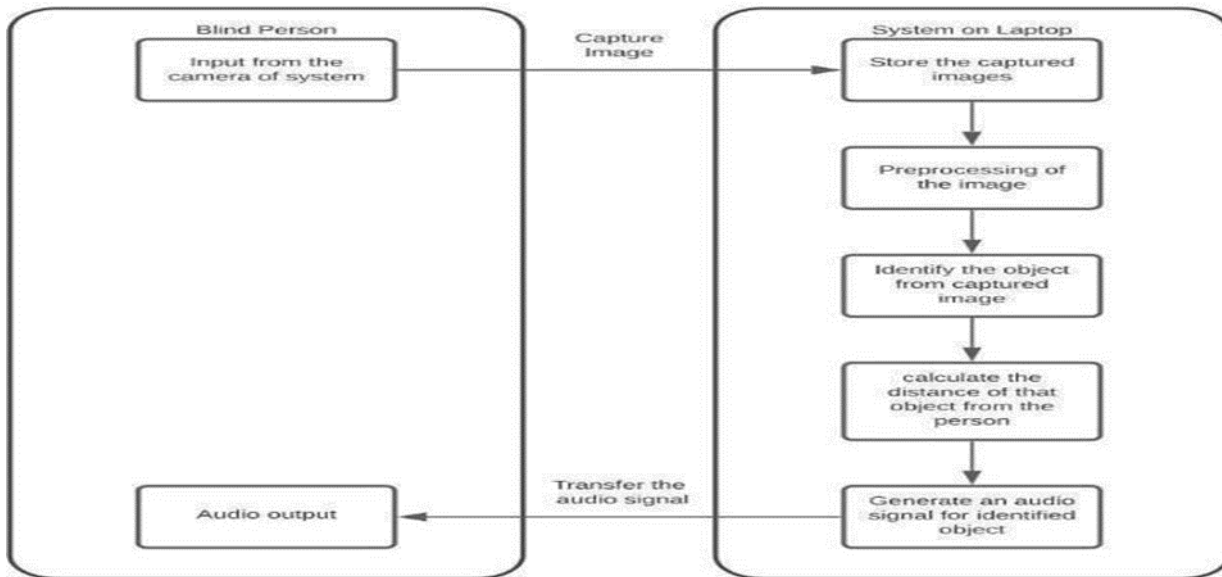 Blind Person
Input from the
camera of system
Capture
Image
System on Laptop
Store the captured
images
Preprocessing of
the image
Identify the object
from captured
image
calculate the
distance of that
object from the
person
Generate an audio
signal for identified
object
Transfer the
audio signal
Audio output